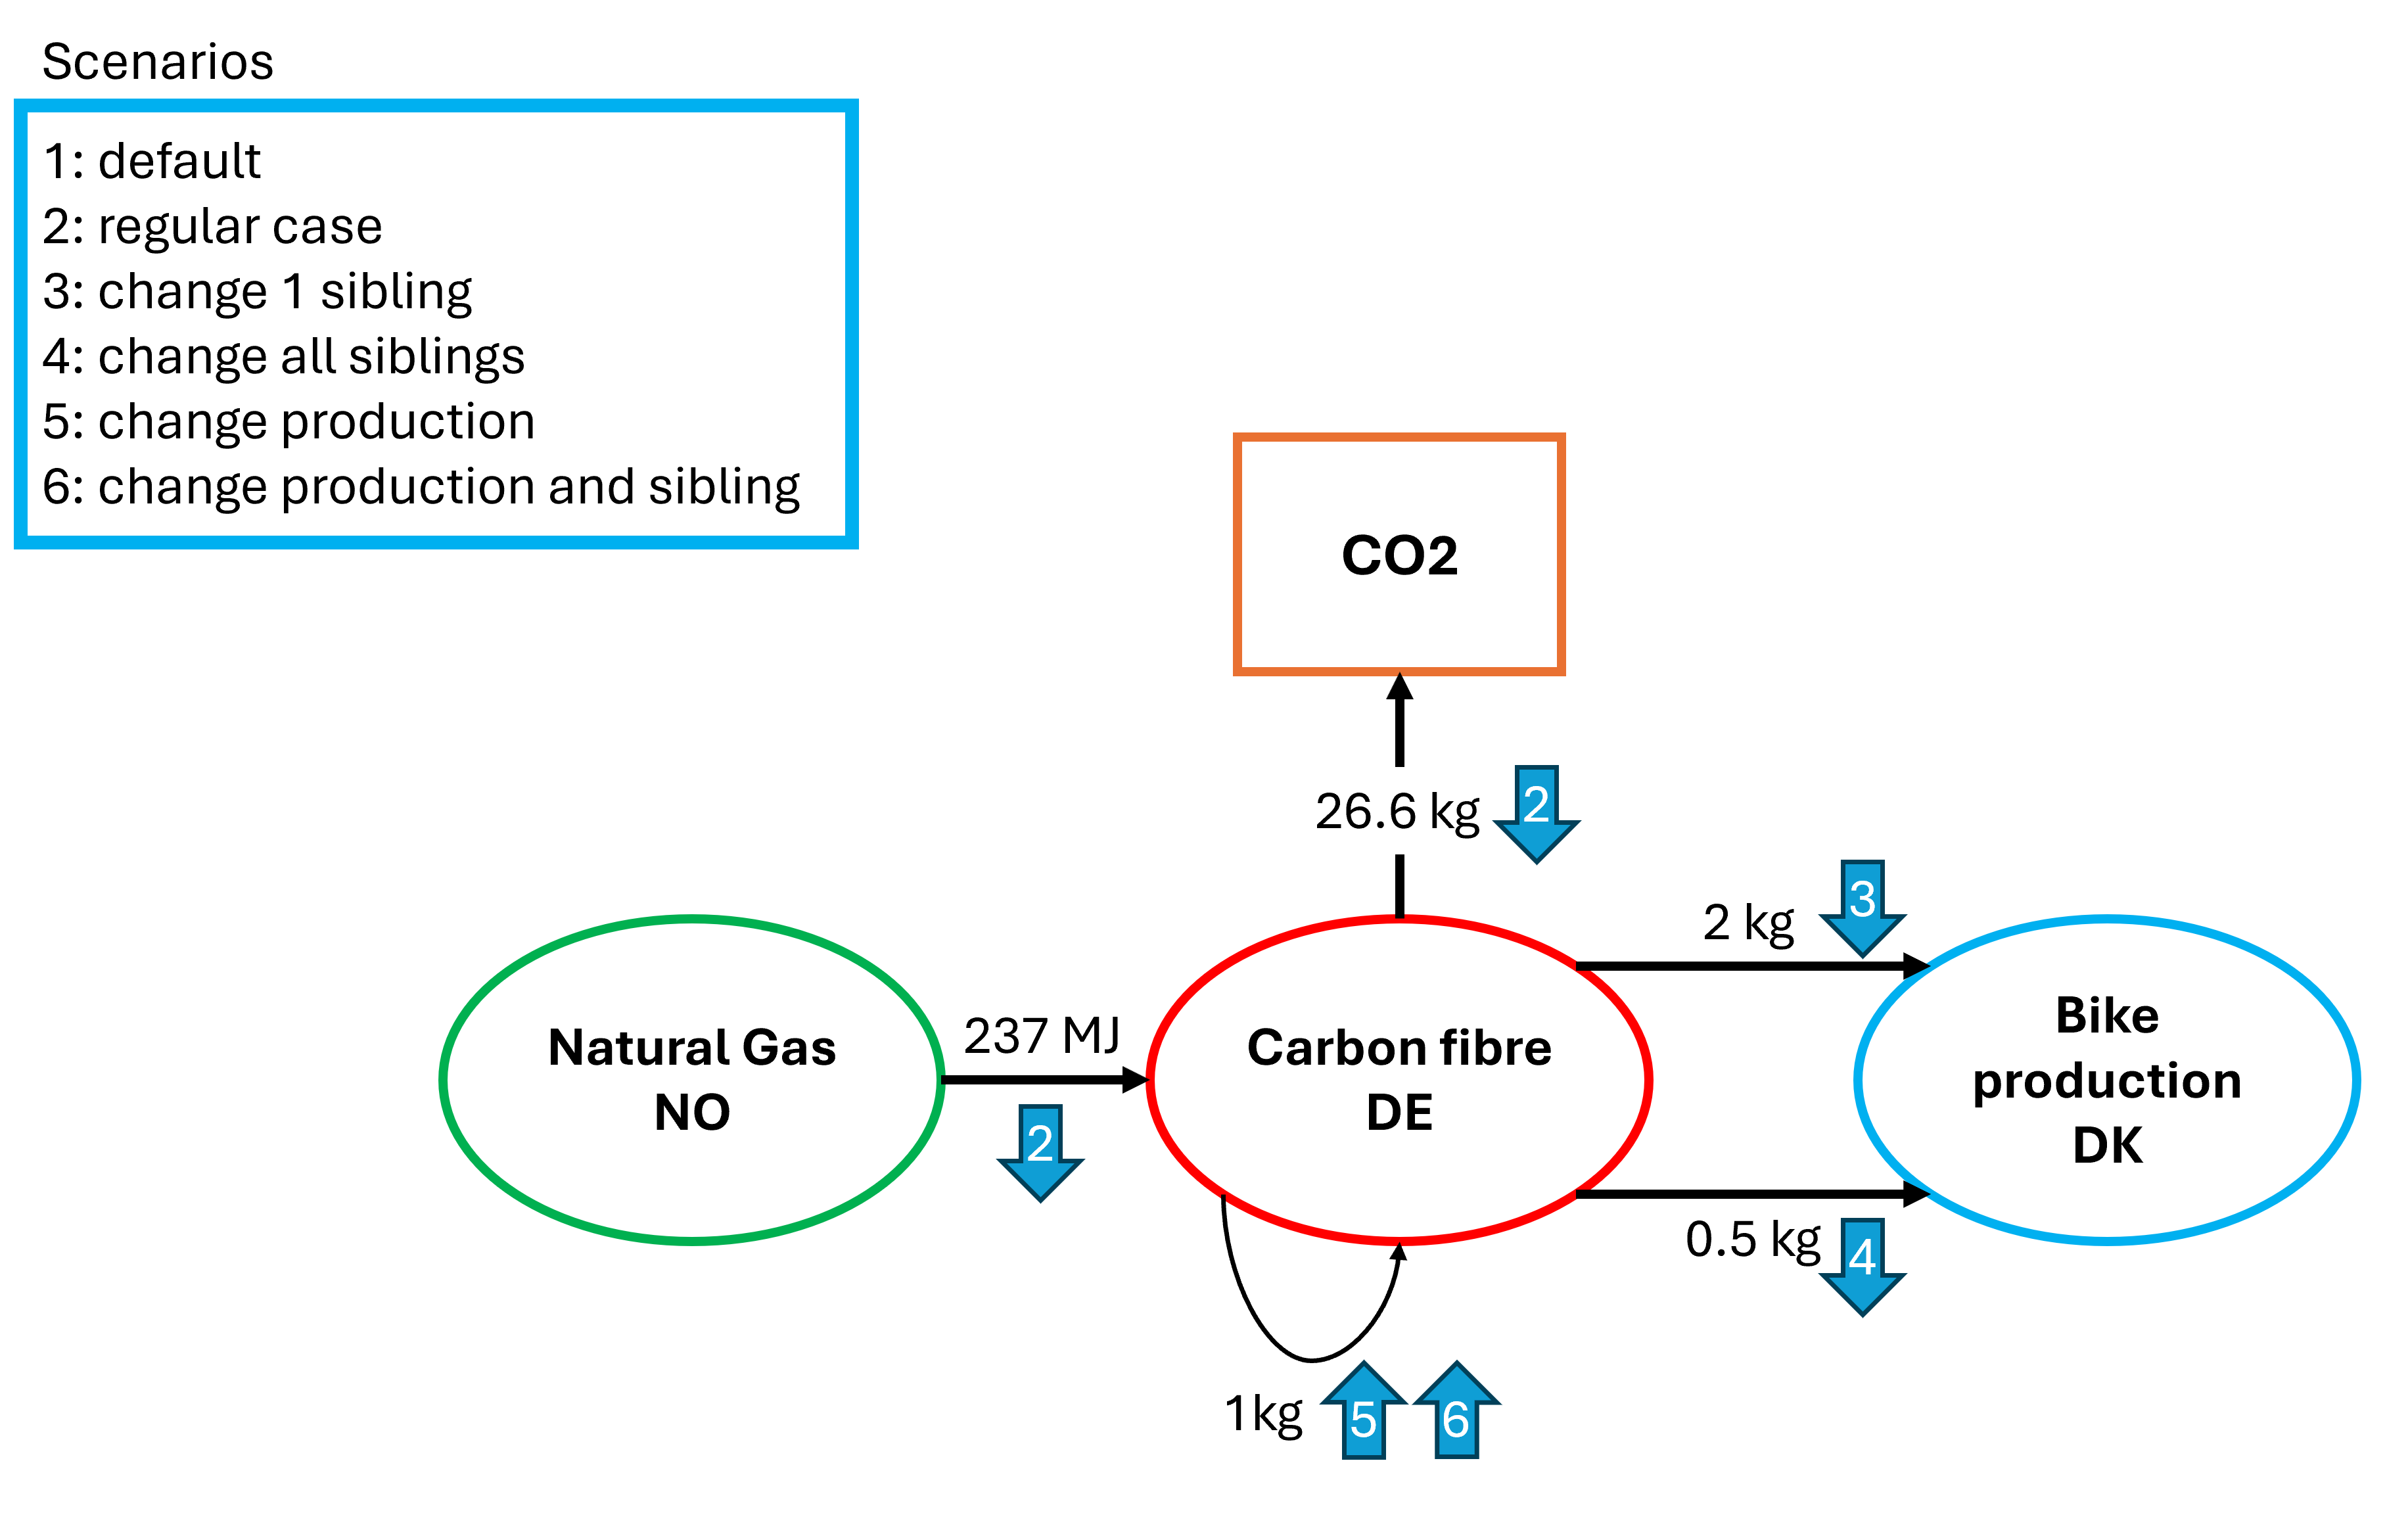 Scenarios
1: default
2: regular case
3: change 1 sibling
4: change all siblings
5: change production
6: change production and sibling
CO2
26.6 kg
2
2 kg
3
Natural Gas
NO
237 MJ
2
Carbon fibre
DE
Bike
production
DK
0.5 kg
4
1kg
5
6